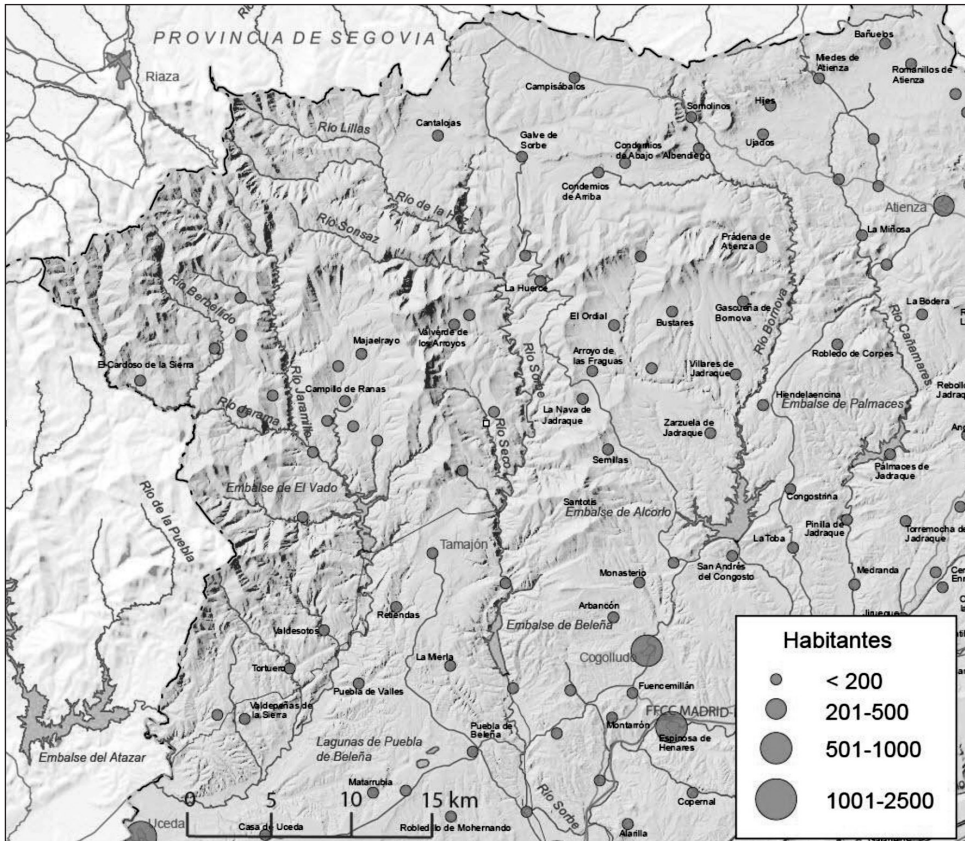 PROVINCIA DE SEGOVIA
Riaza
Bañuelos
Miedes de
Atienza
Romanillos de
Atienza
Campisábalos
Somolinos
Hijes
Río Lillas
Cantalojas
Galve de
Sorbe
Condemios
de Abajo
Albendiego
Ujados
Condemios
de Arriba
Atienza
Río de la Hoz
Río Sonsaz
Prádena de
Atienza
La Miñosa
La Huerce
Río Berbellido
Gascueña de
Bornova
Río Bornova
La Bodera
Río Cañamares
Valverde de
los Arroyos
El Ordial
Bustares
Majaelrayo
Robledo de Corpes
El Cardoso de la Sierra
Arroyo de
las Fraguas
Villares de
Jadraque
Río Sorbe
Campillo de Ranas
Río Jaramillo
Río Jarama
La Nava de
Jadraque
Hiendelaencina
Embalse de Palmaces
Rebollo
Jadraque
Río Seco
Zarzuela de
Jadraque
Semillas
Pálmaces de
Jadraque
Embalse de El Vado
Río de la Puebla
Santotis
Embalse de Alcorlo
Congostrina
Pinilla de
Jadraque
Torremocha de
Jadraque
La Toba
Tamajón
San Andrés
del Congosto
Monasterio
Medranda
Retiendas
Arbancón
Embalse de Beleña
Valdesotos
Cogolludo
La Mierla
Tortuero
Puebla de Valles
Fuencemillán
Valdepeñas de
la Sierra
Montarrón
FFCC MADRID-
Espinosa de
Henares
Puebla de
Beleña
Lagunas de Puebla
de Beleña
Embalse del Atazar
Matarrubia
Río Sorbe
Copernal
Uceda
Casa de Uceda
Robledillo de Mohernando
Alarilla
0 5 10 15 km
Habitantes
< 200
201-500
501-1000
1001-2500